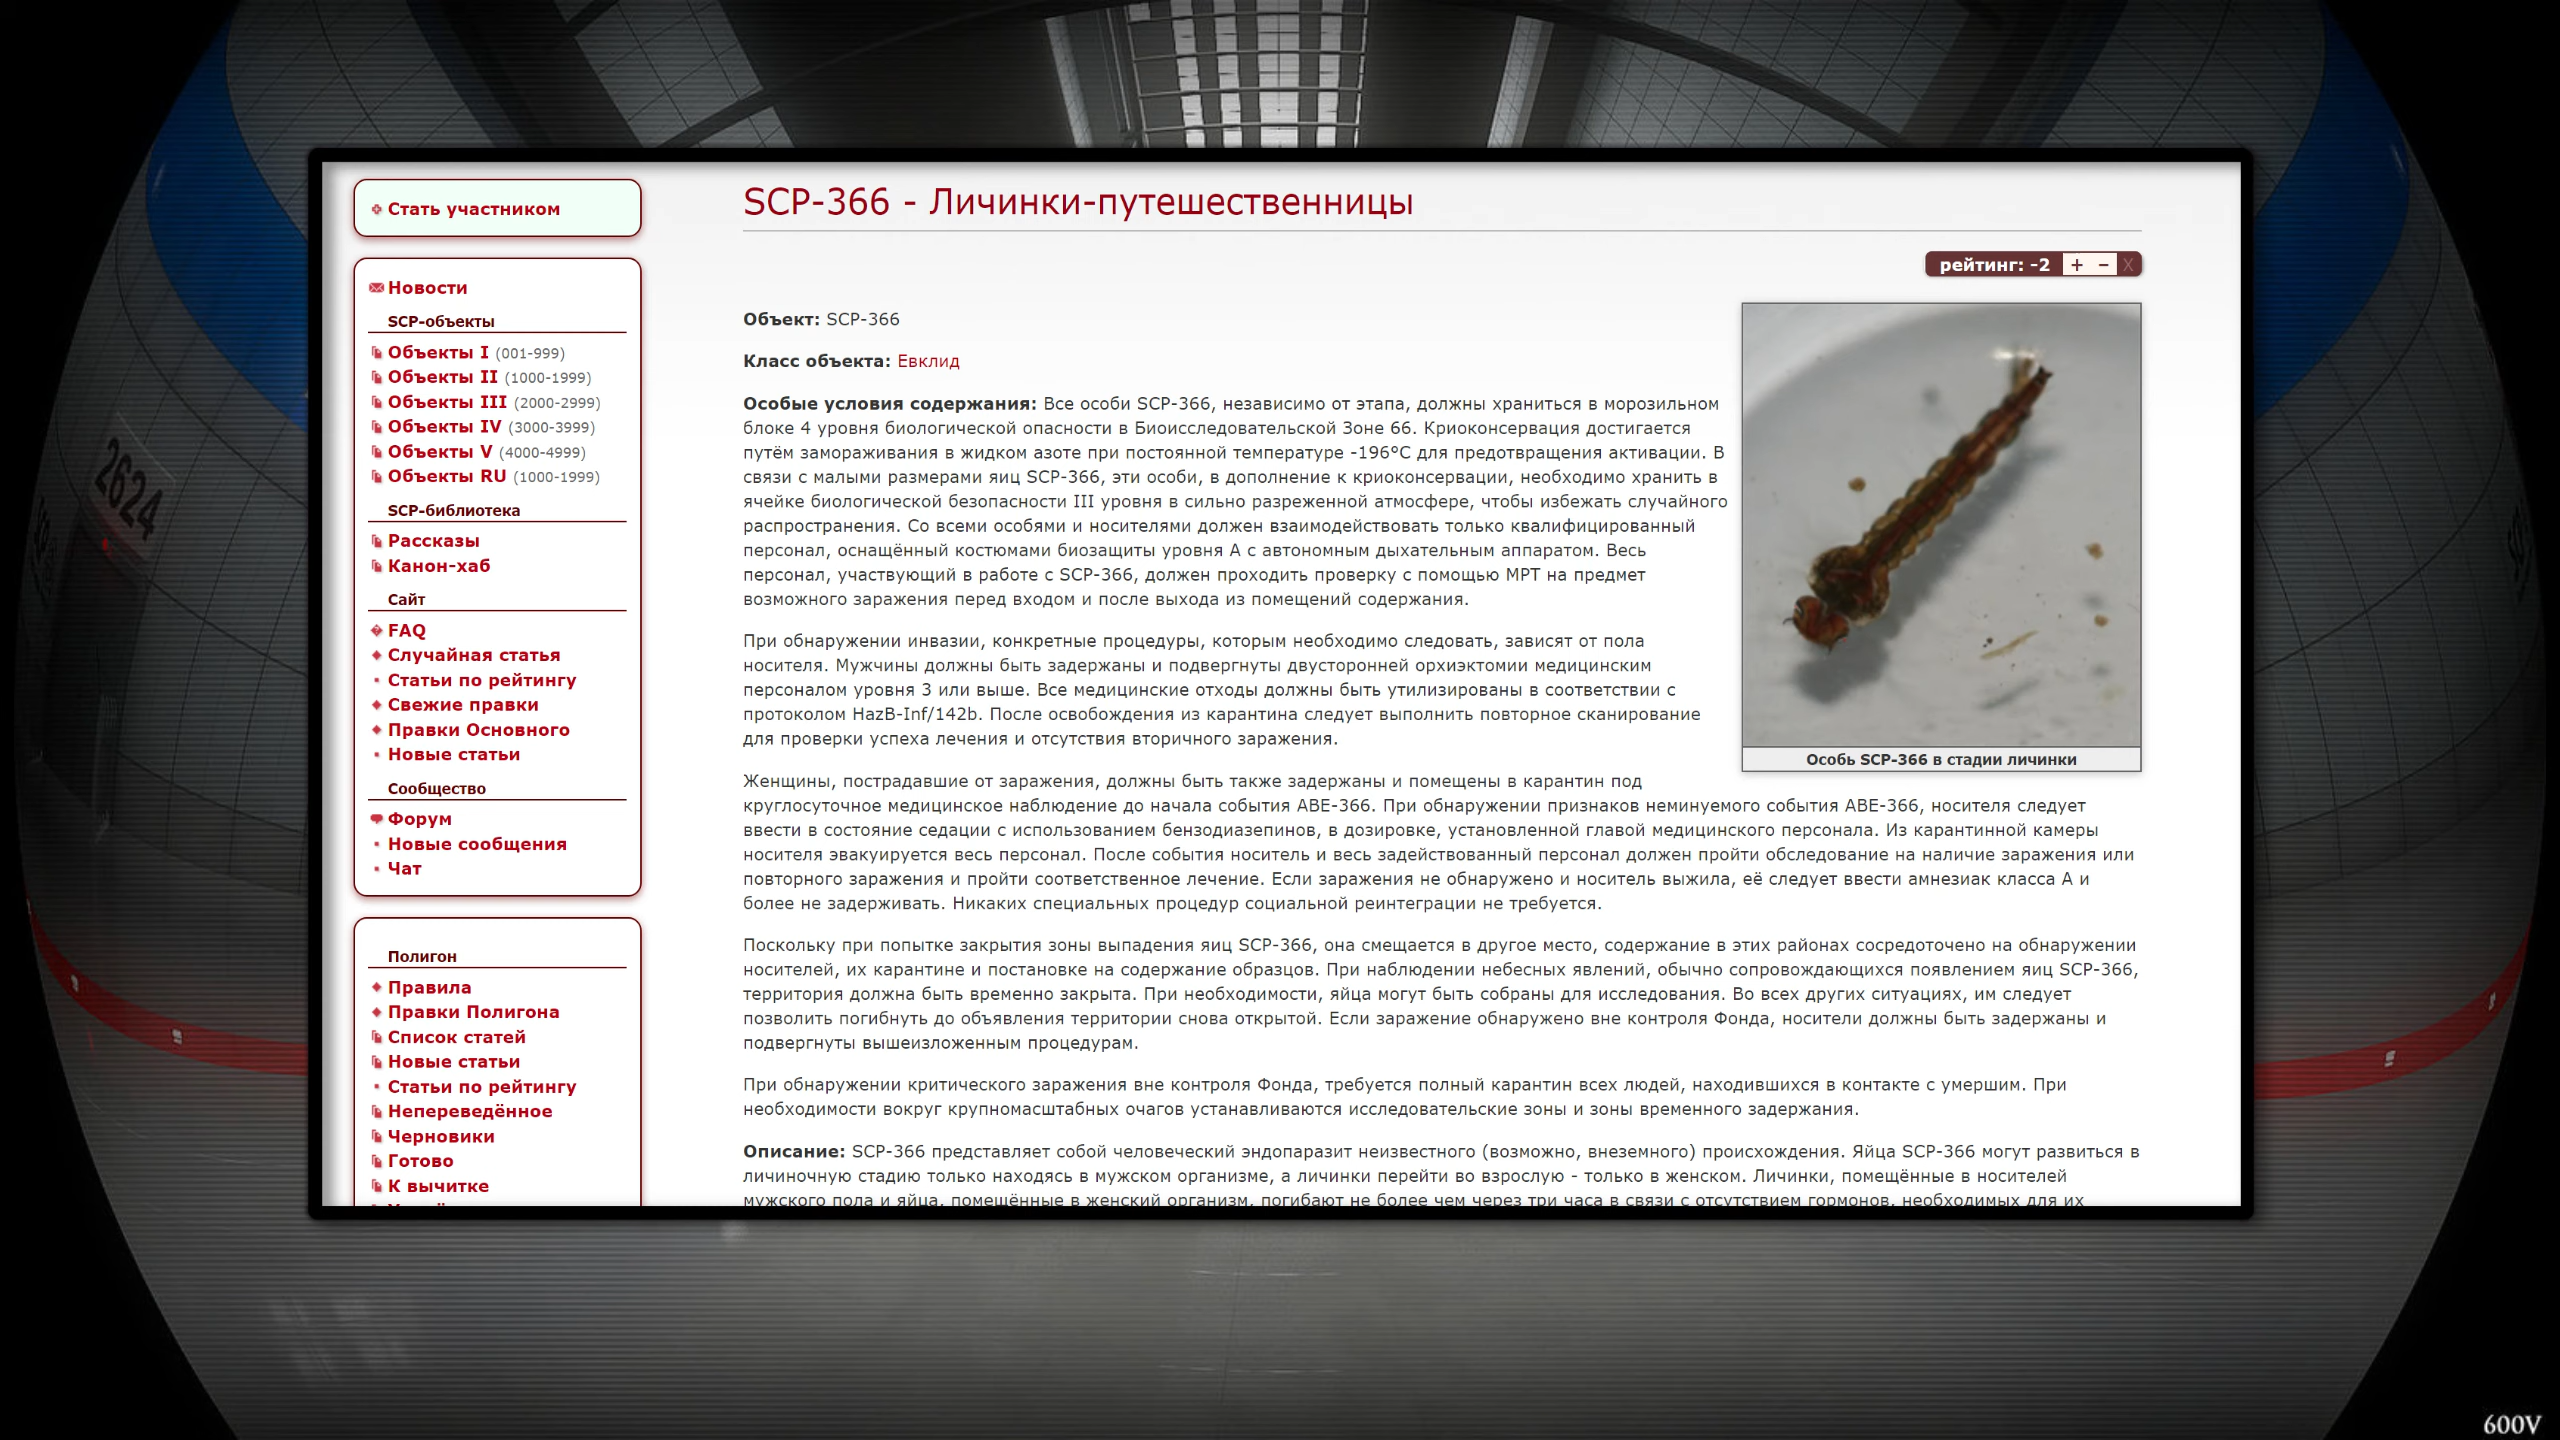 Стать участником
Новости
SCP-объекты
Объекты I (001-999)
Объекты II (1000-1999)
Объекты III (2000-2999)
Объекты IV (3000-3999)
Объекты V (4000-4999)
Объекты RU (1000-1999)
SCP-библиотека
Рассказы
Канон-хаб
Сайт
FAQ
Случайная статья
Статьи по рейтингу
Свежие правки
Правки Основного
Новые статьи
Сообщество
Форум
Новые сообщения
Чат
Полигон
Правила
Правки Полигона
Список статей
Новые статьи
Статьи по рейтингу
Непереведённое
Черновики
Готово
К вычитке
SCP-366 - Личинки-путешественницы
рейтинг: -2 + − X
Объект: SCP-366
Класс объекта: Евклид
Особые условия содержания: Все особи SCP-366, независимо от этапа, должны храниться в морозильном
блоке 4 уровня биологической опасности в Биоисследовательской Зоне 66. Криоконсервация достигается
путём замораживания в жидком азоте при постоянной температуре -196°C для предотвращения активации. В
связи с малыми размерами яиц SCP-366, эти особи, в дополнение к криоконсервации, необходимо хранить в
ячейке биологической безопасности III уровня в сильно разреженной атмосфере, чтобы избежать случайного
распространения. Со всеми особями и носителями должен взаимодействовать только квалифицированный
персонал, оснащённый костюмами биозащиты уровня А с автономным дыхательным аппаратом. Весь
персонал, участвующий в работе с SCP-366, должен проходить проверку с помощью МРТ на предмет
возможного заражения перед входом и после выхода из помещений содержания.
При обнаружении инвазии, конкретные процедуры, которым необходимо следовать, зависят от пола
носителя. Мужчины должны быть задержаны и подвергнуты двусторонней орхиэктомии медицинским
персоналом уровня 3 или выше. Все медицинские отходы должны быть утилизированы в соответствии с
протоколом HazB-Inf/142b. После освобождения из карантина следует выполнить повторное сканирование
для проверки успеха лечения и отсутствия вторичного заражения.
Особь SCP-366 в стадии личинки
Женщины, пострадавшие от заражения, должны быть также задержаны и помещены в карантин под
круглосуточное медицинское наблюдение до начала события АВЕ-366. При обнаружении признаков неминуемого события АВЕ-366, носителя следует
ввести в состояние седации с использованием бензодиазепинов, в дозировке, установленной главой медицинского персонала. Из карантинной камеры
носителя эвакуируется весь персонал. После события носитель и весь задействованный персонал должен пройти обследование на наличие заражения или
повторного заражения и пройти соответственное лечение. Если заражения не обнаружено и носитель выжила, её следует ввести амнезиак класса А и
более не задерживать. Никаких специальных процедур социальной реинтеграции не требуется.
Поскольку при попытке закрытия зоны выпадения яиц SCP-366, она смещается в другое место, содержание в этих районах сосредоточено на обнаружении
носителей, их карантине и постановке на содержание образцов. При наблюдении небесных явлений, обычно сопровождающихся появлением яиц SCP-366,
территория должна быть временно закрыта. При необходимости, яйца могут быть собраны для исследования. Во всех других ситуациях, им следует
позволить погибнуть до объявления территории снова открытой. Если заражение обнаружено вне контроля Фонда, носители должны быть задержаны и
подвергнуты вышеизложенным процедурам.
При обнаружении критического заражения вне контроля Фонда, требуется полный карантин всех людей, находившихся в контакте с умершим. При
необходимости вокруг крупномасштабных очагов устанавливаются исследовательские зоны и зоны временного задержания.
Описание: SCP-366 представляет собой человеческий эндопаразит неизвестного (возможно, внеземного) происхождения. Яйца SCP-366 могут развиться в
личиночную стадию только находясь в мужском организме, а личинки перейти во взрослую - только в женском. Личинки, помещённые в носителей
мужского пола и яйца, помещённые в женский организм, погибают не более чем через три часа в связи с отсутствием гормонов, необходимых для их
2624
600V